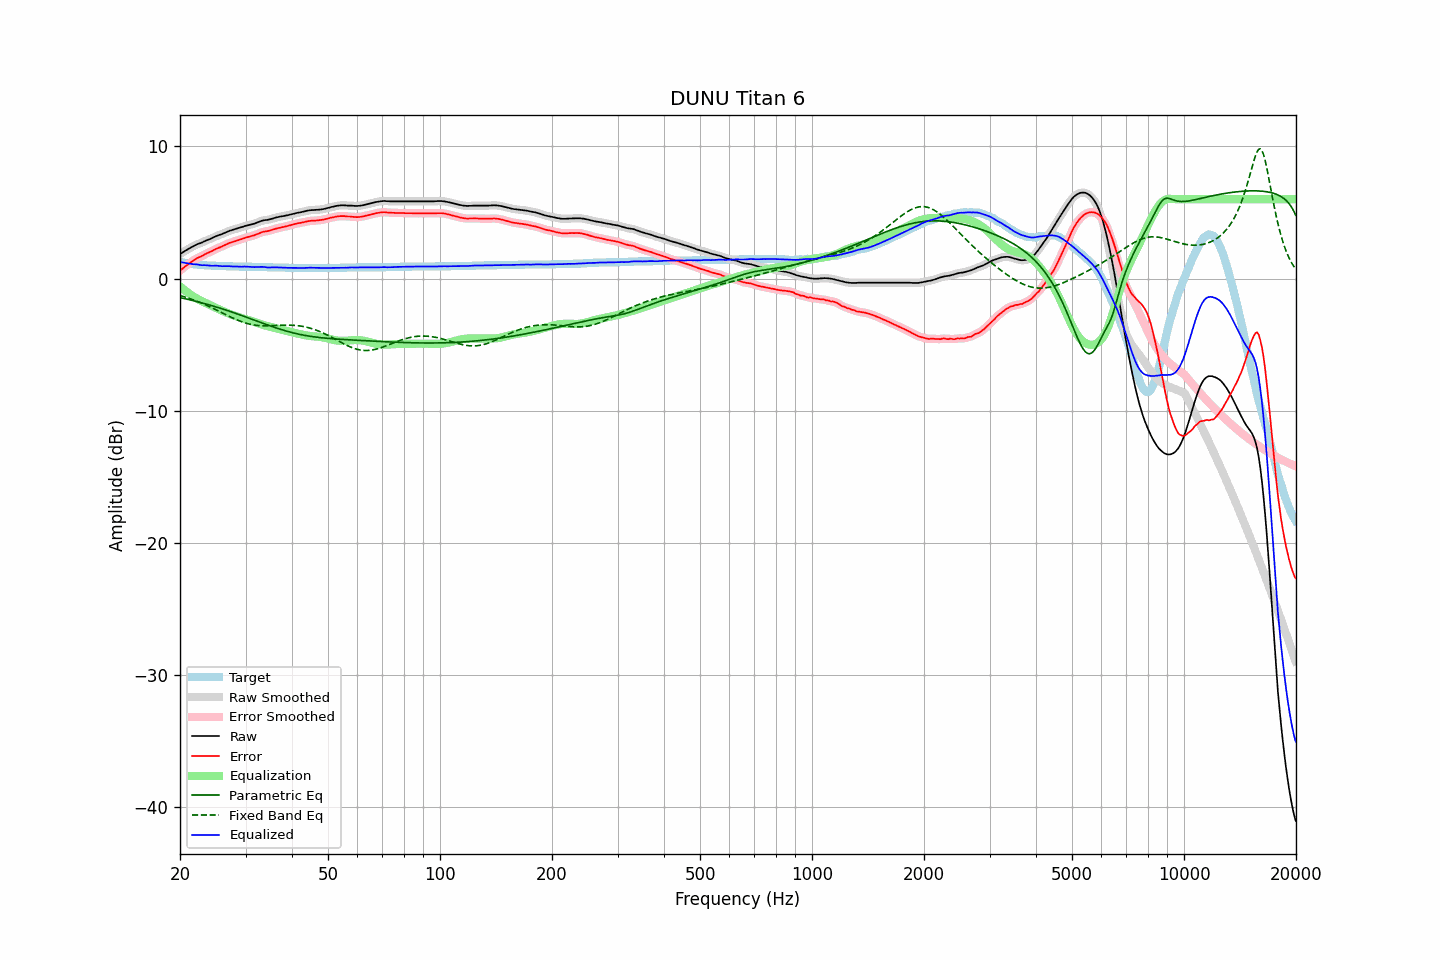 DUNU Titan 6
Amplitude (dBr)
10
0
−10
−20
−30
−40
Target
Raw Smoothed
Error Smoothed
Raw
Error
Equalization
Parametric Eq
Fixed Band Eq
Equalized
20 50 100 200 500 1000 2000 5000 10000 20000
Frequency (Hz)